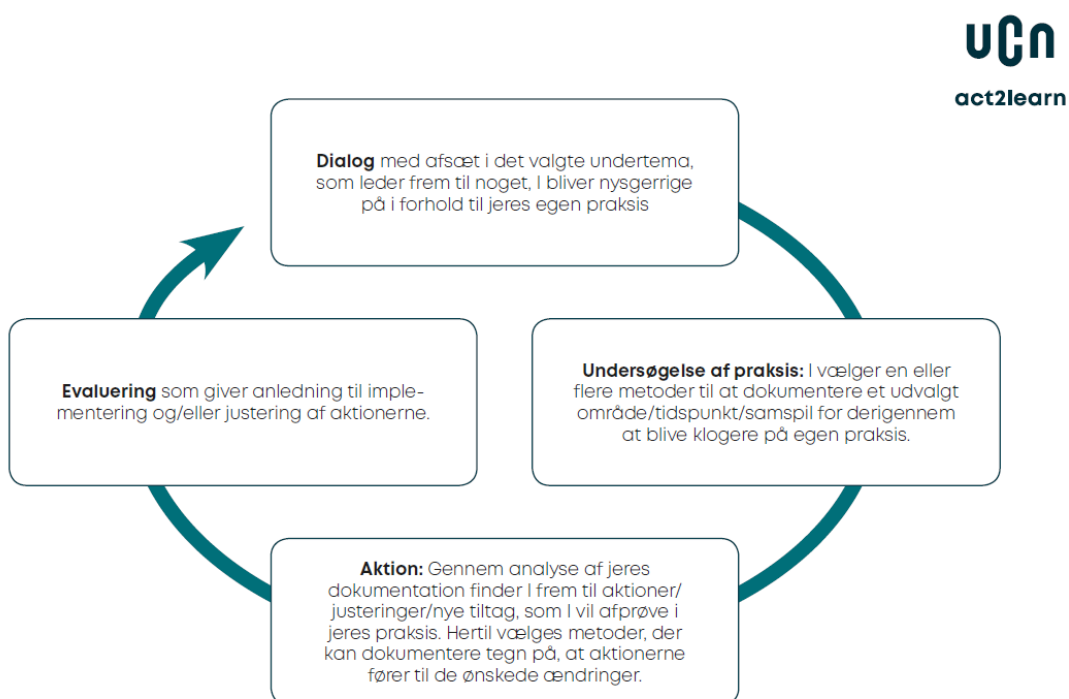 ucn
act2learn
Dialog med afsæt i det valgte undertema,
som leder frem til noget, I bliver nysgerrige
på i forhold til jeres egen praksis
Evaluering som giver anledning til imple-
mentering og/eller justering af aktionerne.
Undersøgelse af praksis: I vælger en eller
flere metoder til at dokumentere et udvalgt
område/tidspunkt/samspil for derigennem
at blive klogere på egen praksis.
Aktion: Gennem analyse af jeres
dokumentation finder I frem til aktioner/
justeringer/nye tiltag, som I vil afprøve i
jeres praksis. Hertil vælges metoder, der
kan dokumentere tegn på, at aktionerne
fører til de ønskede ændringer.